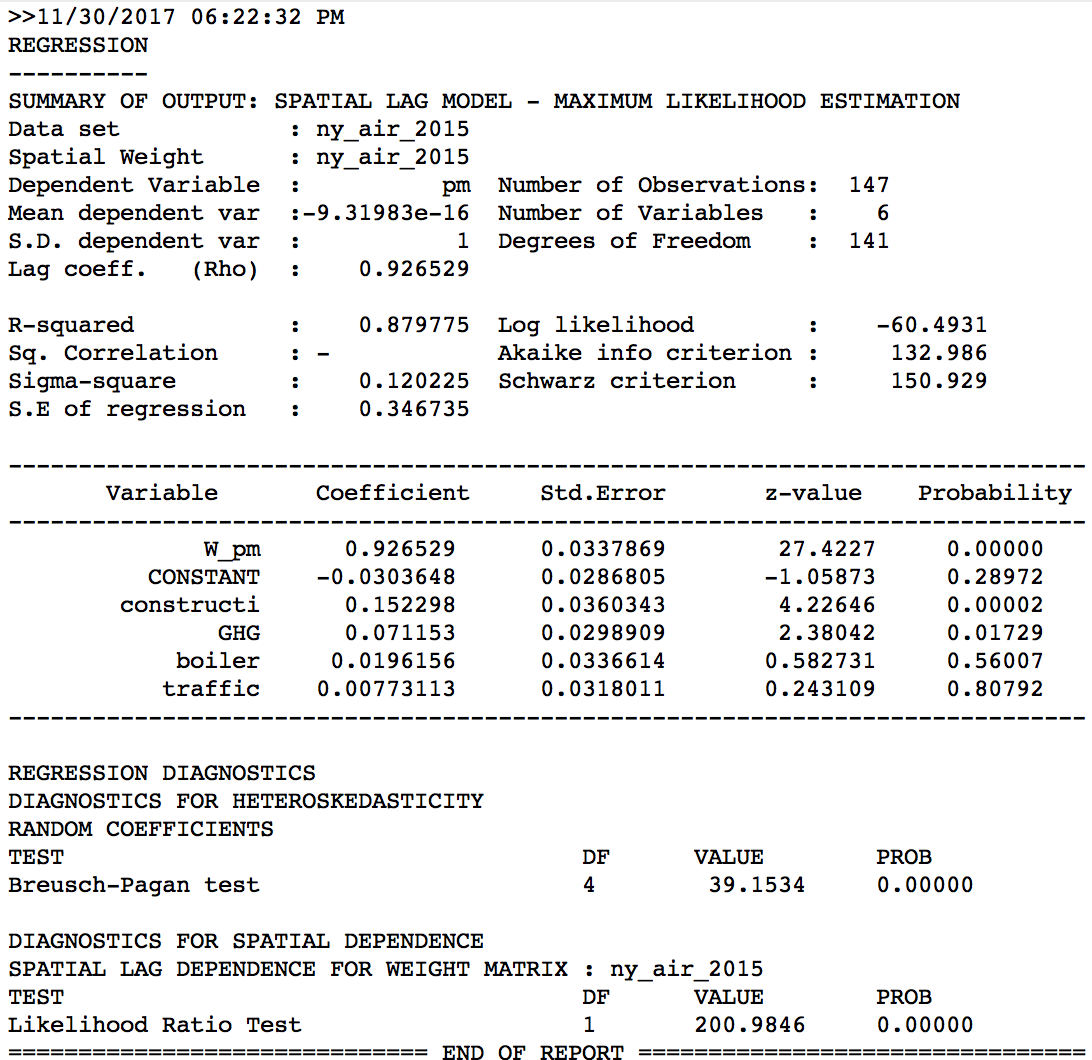 >>11/30/2017 06:22:32 PM
REGRESSION
----------
SUMMARY OF OUTPUT: SPATIAL LAG MODEL - MAXIMUM LIKELIHOOD ESTIMATION
Data set            : ny_air_2015
Spatial Weight      : ny_air_2015
Dependent Variable  :          pm  Number of Observations:  147
Mean dependent var  :-9.31983e-16  Number of Variables   :    6
S.D. dependent var  :           1  Degrees of Freedom    :  141
Lag coeff.   (Rho)  :    0.926529

R-squared           :    0.879775  Log likelihood        :    -60.4931
Sq. Correlation     : -            Akaike info criterion :     132.986
Sigma-square        :    0.120225  Schwarz criterion     :     150.929
S.E of regression   :    0.346735

-----------------------------------------------------------------------------
       Variable       Coefficient     Std.Error       z-value    Probability
-----------------------------------------------------------------------------
              W_pm      0.926529      0.0337869       27.4227     0.00000
          CONSTANT    -0.0303648      0.0286805      -1.05873     0.28972
        constructi      0.152298      0.0360343       4.22646     0.00002
               GHG      0.071153      0.0298909       2.38042     0.01729
            boiler     0.0196156      0.0336614      0.582731     0.56007
           traffic    0.00773113      0.0318011      0.243109     0.80792
-----------------------------------------------------------------------------

REGRESSION DIAGNOSTICS
DIAGNOSTICS FOR HETEROSKEDASTICITY
RANDOM COEFFICIENTS
TEST                                     DF      VALUE        PROB
Breusch-Pagan test                       4        39.1534     0.00000

DIAGNOSTICS FOR SPATIAL DEPENDENCE
SPATIAL LAG DEPENDENCE FOR WEIGHT MATRIX : ny_air_2015
TEST                                     DF      VALUE        PROB
Likelihood Ratio Test                    1       200.9846     0.00000
============================== END OF REPORT ================================